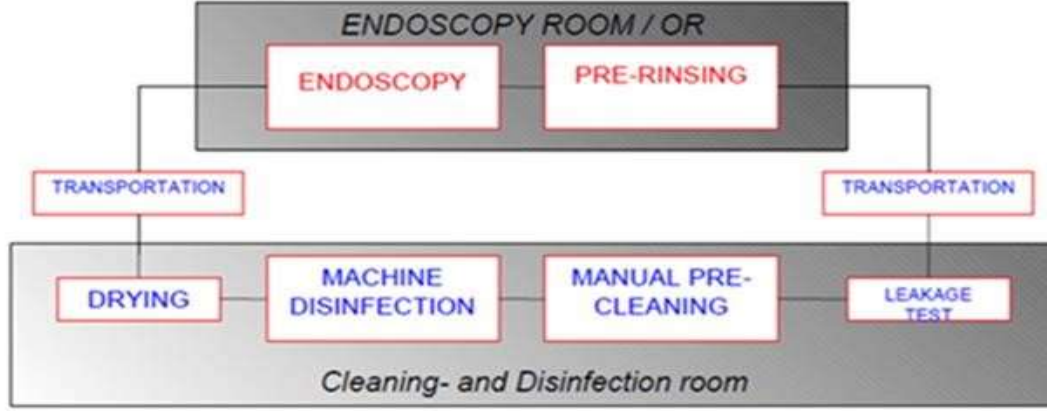 ENDOSCOPY ROOM / OR
ENDOSCOPY
PRE-RINSING
TRANSPORTATION
TRANSPORTATION
DRYING
MACHINE
DISINFECTION
MANUAL PRE-
CLEANING
LEAKAGE
TEST
Cleaning- and Disinfection room